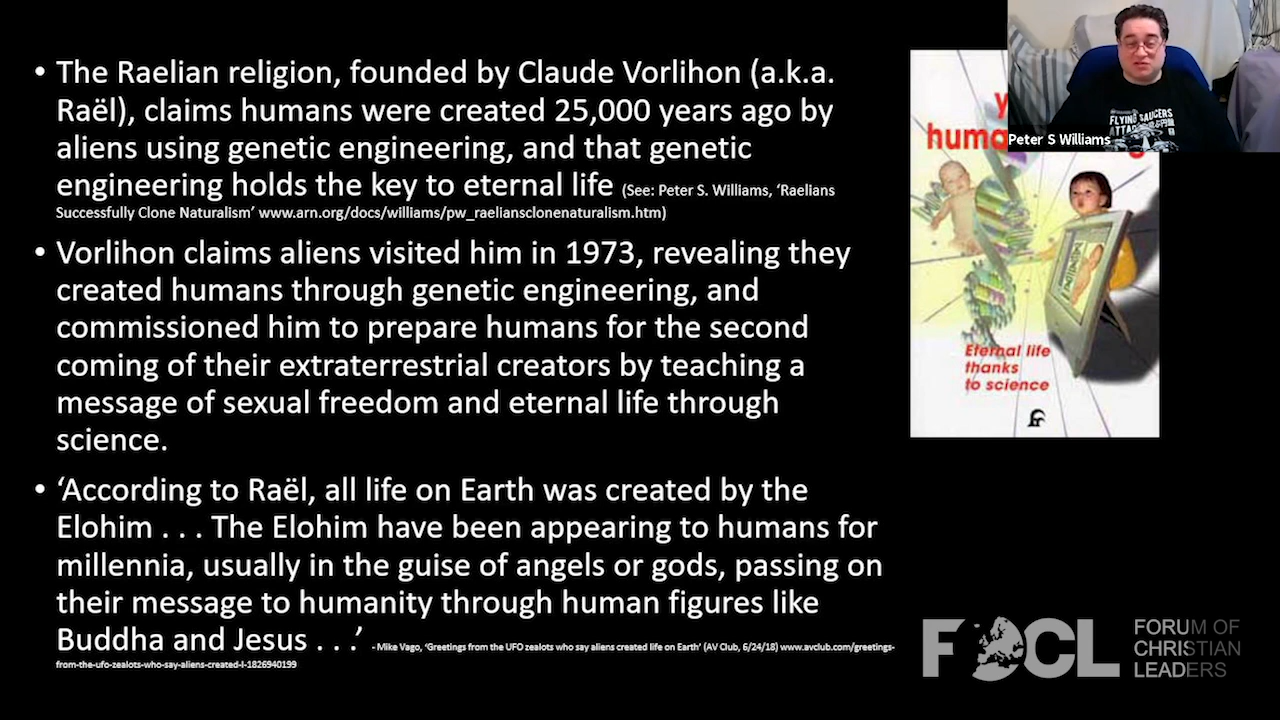 • The Raelian religion, founded by Claude Vorlihon (a.k.a.
Raël), claims humans were created 25,000 years ago by
aliens using genetic engineering, and that genetic
engineering holds the key to eternal life (See: Peter S. Williams, ‘Raelians
Successfully Clone Naturalism’ www.arn.org/docs/williams/pw_raeliansclonenaturalism.htm)
• Vorlihon claims aliens visited him in 1973, revealing they
created humans through genetic engineering, and
commissioned him to prepare humans for the second
coming of their extraterrestrial creators by teaching a
message of sexual freedom and eternal life through
science.
• ‘According to Raël, all life on Earth was created by the
Elohim . . . The Elohim have been appearing to humans for
millennia, usually in the guise of angels or gods, passing on
their message to humanity through human figures like
Buddha and Jesus . . .’ - Mike Vago, ‘Greetings from the UFO zealots who say aliens created life on Earth’ (AV Club, 6/24/18) www.avclub.com/greetings-
from-the-ufo-zealots-who-say-aliens-created-l-1826940199
FLYING SAUCERS
Peter S Williams
Eternal life
thanks
to science
FOCL
FORUM OF
CHRISTIAN
LEADERS